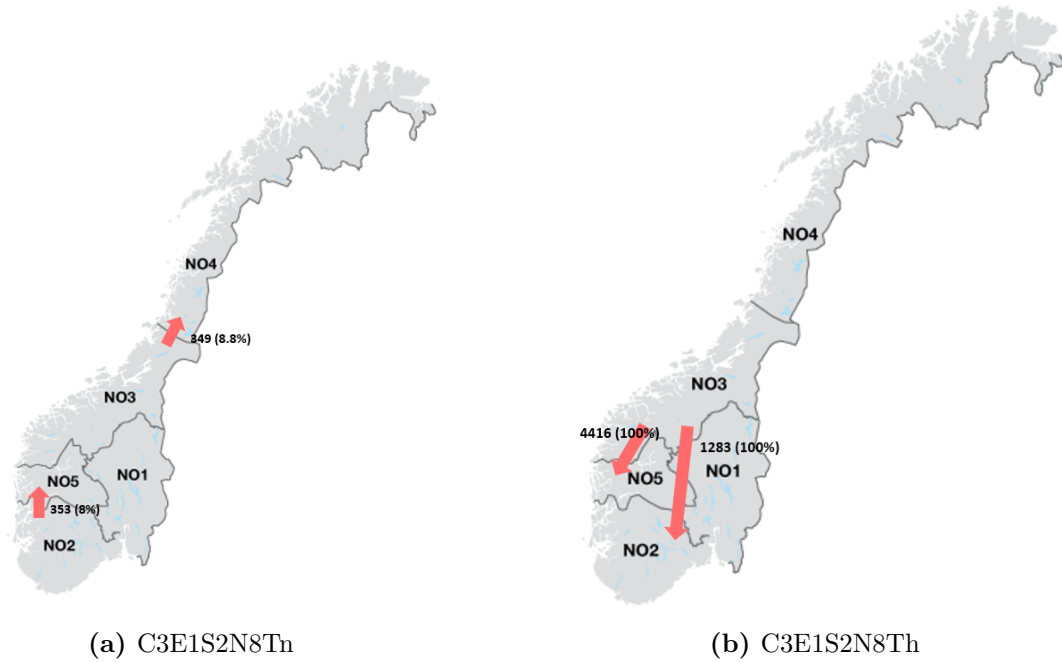 NO4
349 (8.8%)
NO3
NO1
NO5
353 (8%)
NO2
(a) C3E1S2N8Tn
NO4
NO3
4416 (100%)
1283 (100%)
NO1
NO5
NO2
(b) C3E1S2N8Th